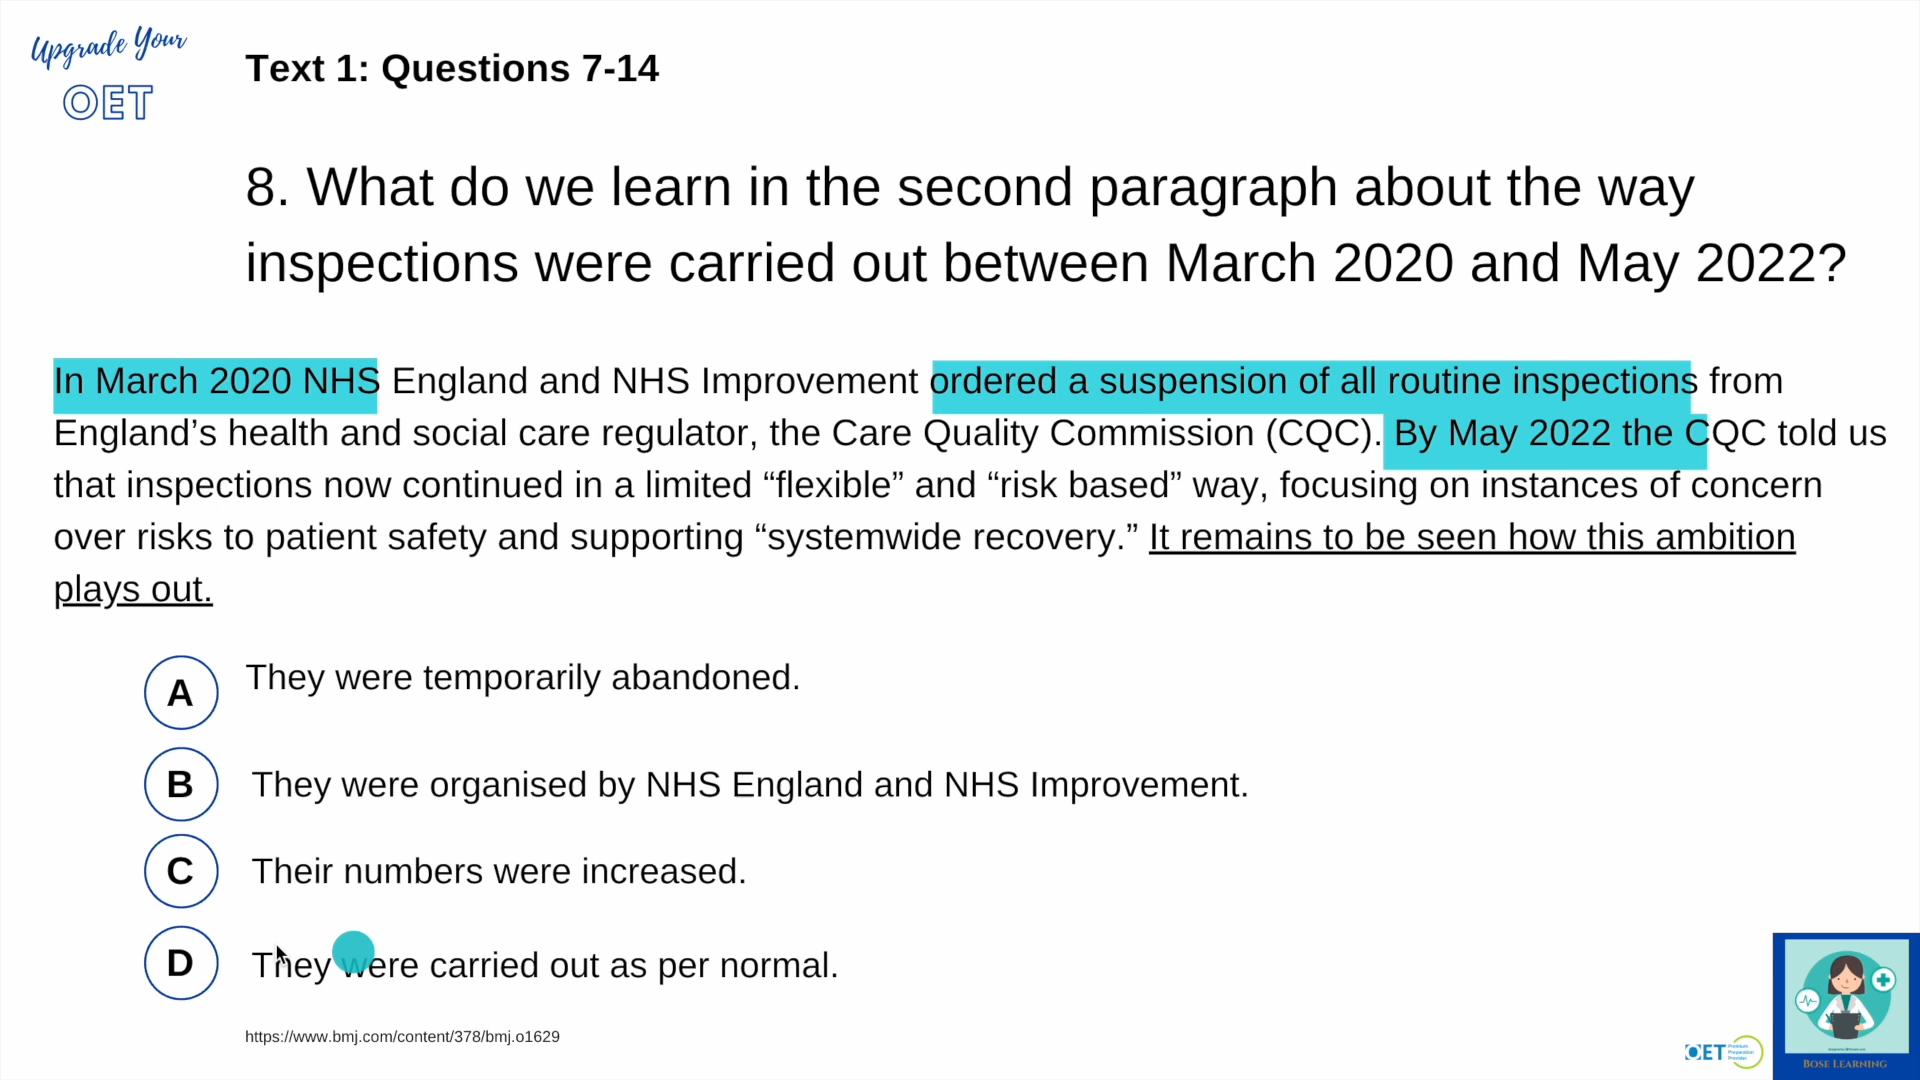 Upgrade Your
OET
Text 1: Questions 7-14
8. What do we learn in the second paragraph about the way
inspections were carried out between March 2020 and May 2022?
In March 2020 NHS England and NHS Improvement ordered a suspension of all routine inspections from
England’s health and social care regulator, the Care Quality Commission (CQC). By May 2022 the CQC told us
that inspections now continued in a limited “flexible” and “risk based” way, focusing on instances of concern
over risks to patient safety and supporting “systemwide recovery.” It remains to be seen how this ambition
plays out.
A They were temporarily abandoned.
B They were organised by NHS England and NHS Improvement.
C Their numbers were increased.
D They were carried out as per normal.
https://www.bmj.com/content/378/bmj.o1629
OET Premium
Preparation
Provider
BOSE LEARNING